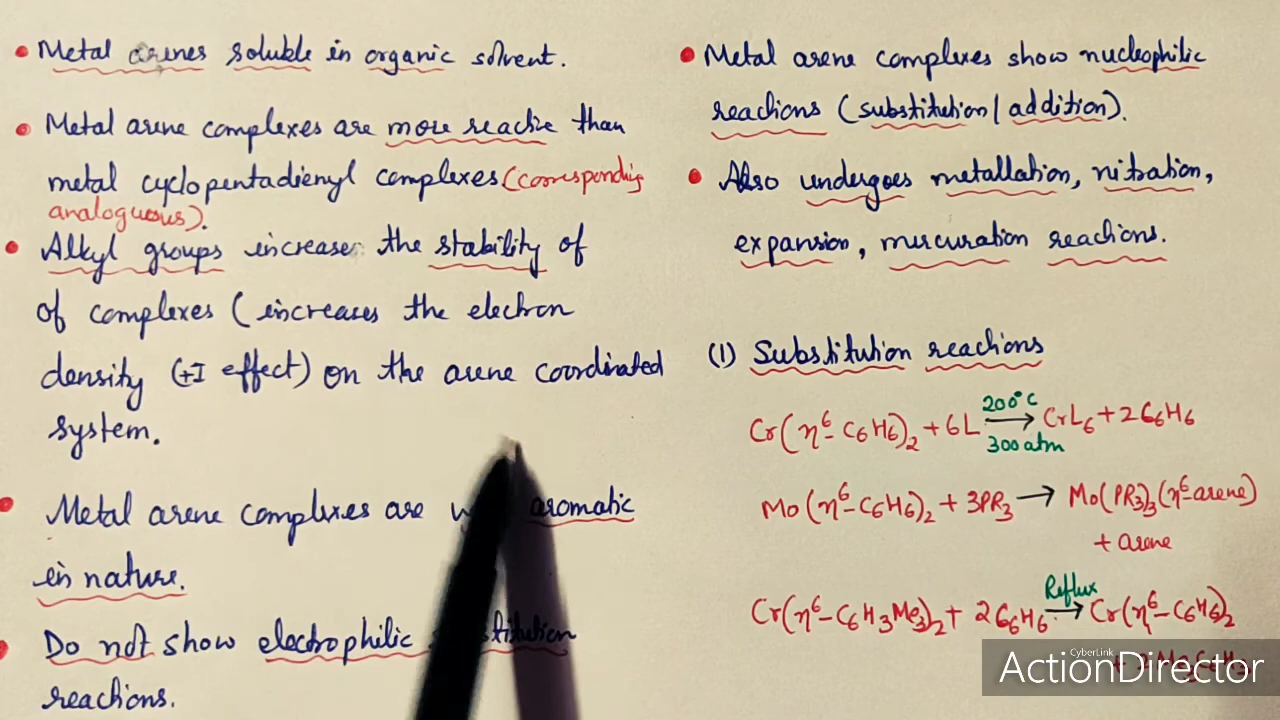 • Metal arenes soluble in organic solvent.
• Metal arene complexes are more reactive than
metal cyclopentadienyl complexes (corresponding
analoguous).
• Alkyl groups increase the stability of
of complexes (increases the electron
density (+I effect) on the arene coordinated
system.
• Metal arene complexes are aromatic
in nature.
Do not show electrophilic
reactions.
• Metal arene complexes show nucleophilic
reactions (substitution/addition).
• Also undergoes metallation, nitration,
expansion, mercuration reactions.
(1) Substitution reactions
Cr(η⁶-C₆H₆)₂ + 6L 200°C → 300 atm CrL₆ + 2C₆H₆
Mo(η⁶-C₆H₆)₂ + 3PR₃ → Mo(PR₃)₃(η⁶-arene)
+ arene
Cr(η⁶-C₆H₃Me₃)₂ + 2C₆H₆ Reflux → Cr(η⁶-C₆H₆)₂
CyberLink
ActionDirector